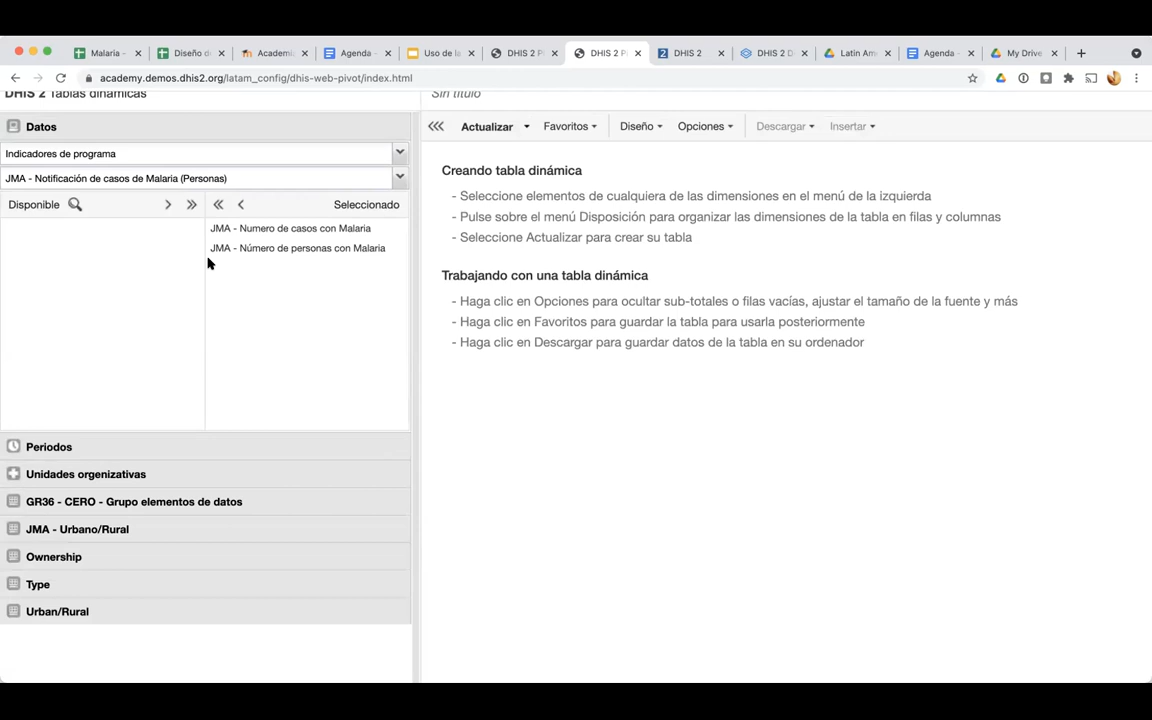 Malaria -
Diseño d
Academi
Agenda -
Uso de la
DHIS 2 P
DHIS 2 Pi
DHIS 2
DHIS 2 D
Latin Am
Agenda -
My Drive
academy.demos.dhis2.org/latam_config/dhis-web-pivot/index.html
DHIS 2 Tablas dinámicas
Sin título
Datos
Actualizar
Favoritos
Diseño
Opciones
Descargar
Insertar
Indicadores de programa
JMA - Notificación de casos de Malaria (Personas)
Disponible
Seleccionado
JMA - Numero de casos con Malaria
JMA - Número de personas con Malaria
Creando tabla dinámica
- Seleccione elementos de cualquiera de las dimensiones en el menú de la izquierda
- Pulse sobre el menú Disposición para organizar las dimensiones de la tabla en filas y columnas
- Seleccione Actualizar para crear su tabla
Trabajando con una tabla dinámica
- Haga clic en Opciones para ocultar sub-totales o filas vacías, ajustar el tamaño de la fuente y más
- Haga clic en Favoritos para guardar la tabla para usarla posteriormente
- Haga clic en Descargar para guardar datos de la tabla en su ordenador
Periodos
Unidades orgenizativas
GR36 - CERO - Grupo elementos de datos
JMA - Urbano/Rural
Ownership
Type
Urban/Rural